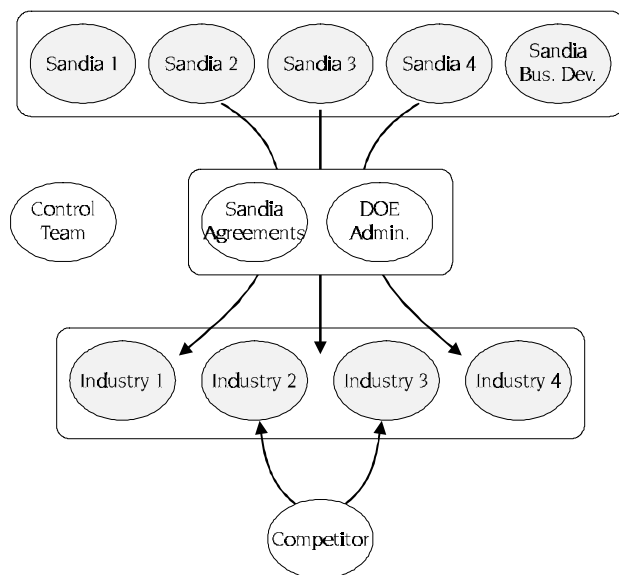 Sandia 1
Sandia 2
Sandia 3
Sandia 4
Sandia
Bus. Dev.
Control
Team
Sandia
Agreements
DOE
Admin.
Industry 1
Industry 2
Industry 3
Industry 4
Competitor